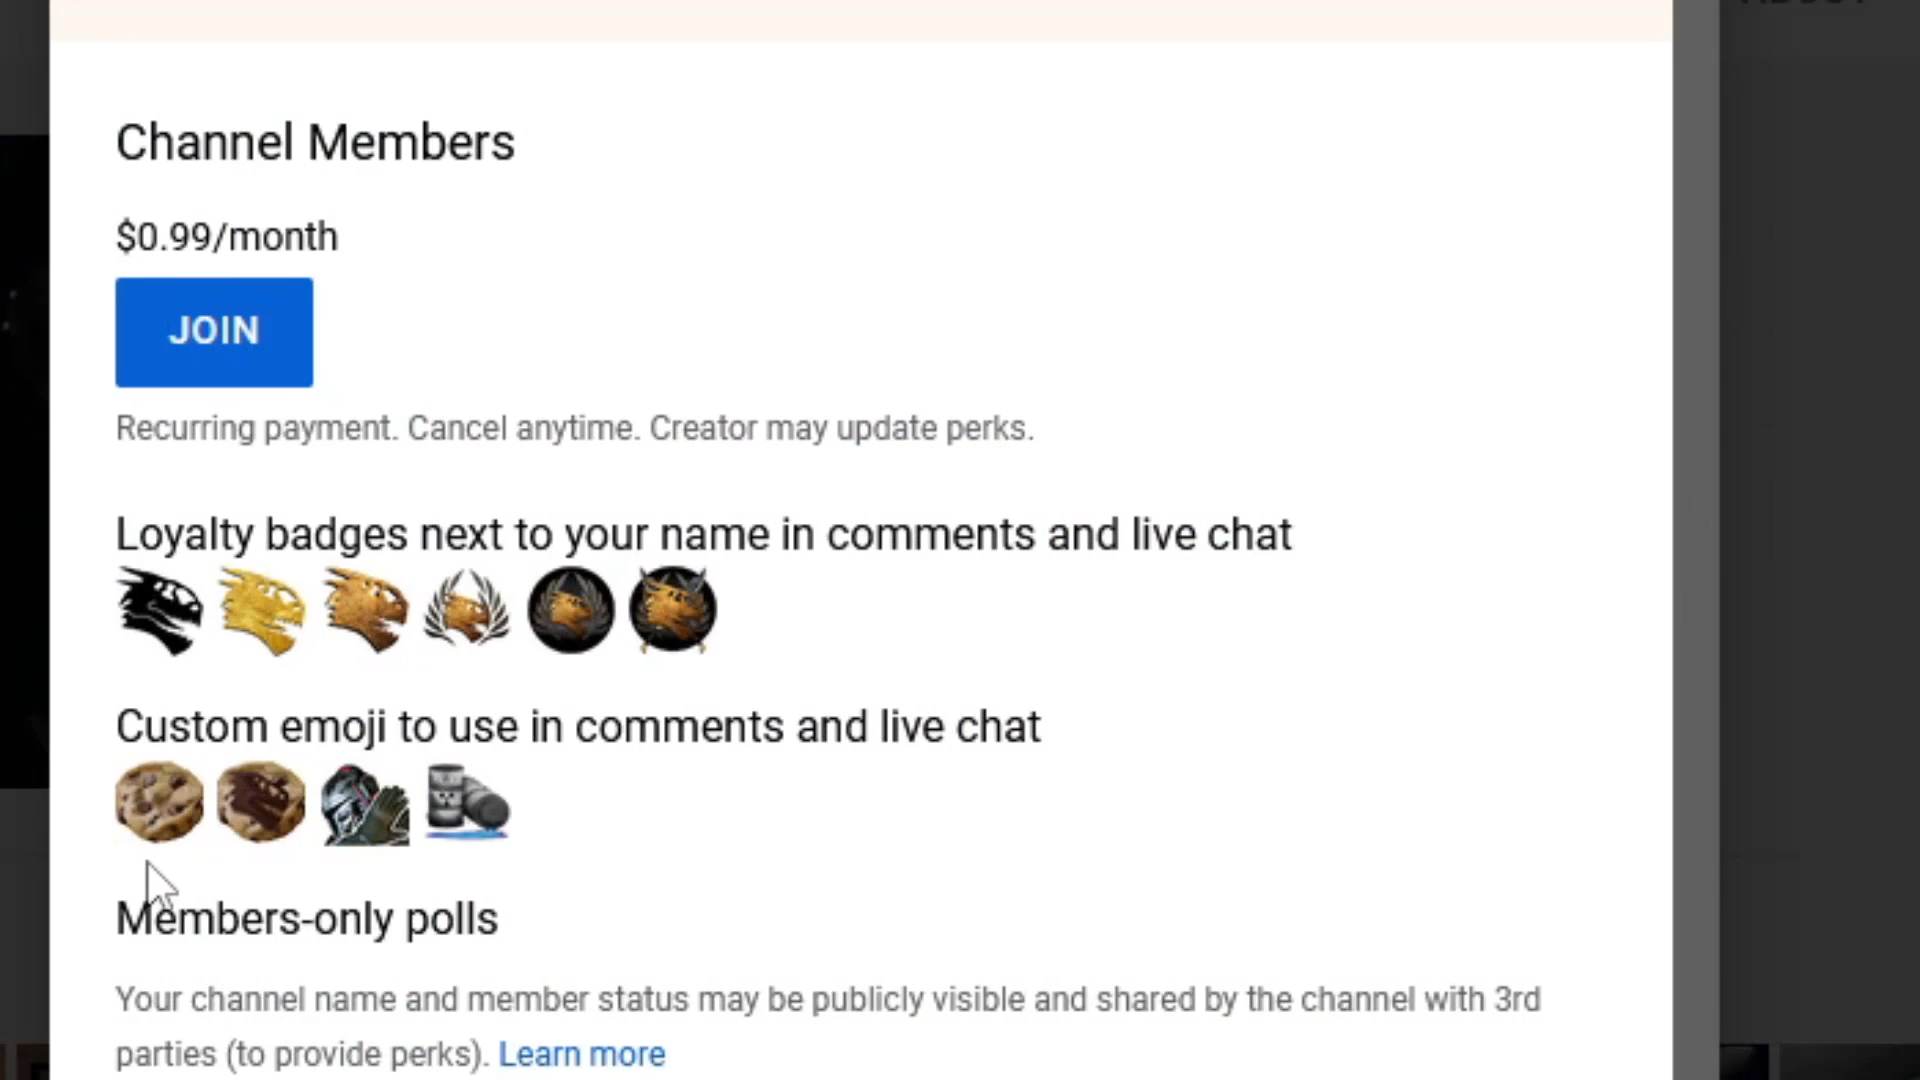 Channel Members
$0.99/month
JOIN
Recurring payment. Cancel anytime. Creator may update perks.
Loyalty badges next to your name in comments and live chat
Custom emoji to use in comments and live chat
Members-only polls
Your channel name and member status may be publicly visible and shared by the channel with 3rd
parties (to provide perks). Learn more